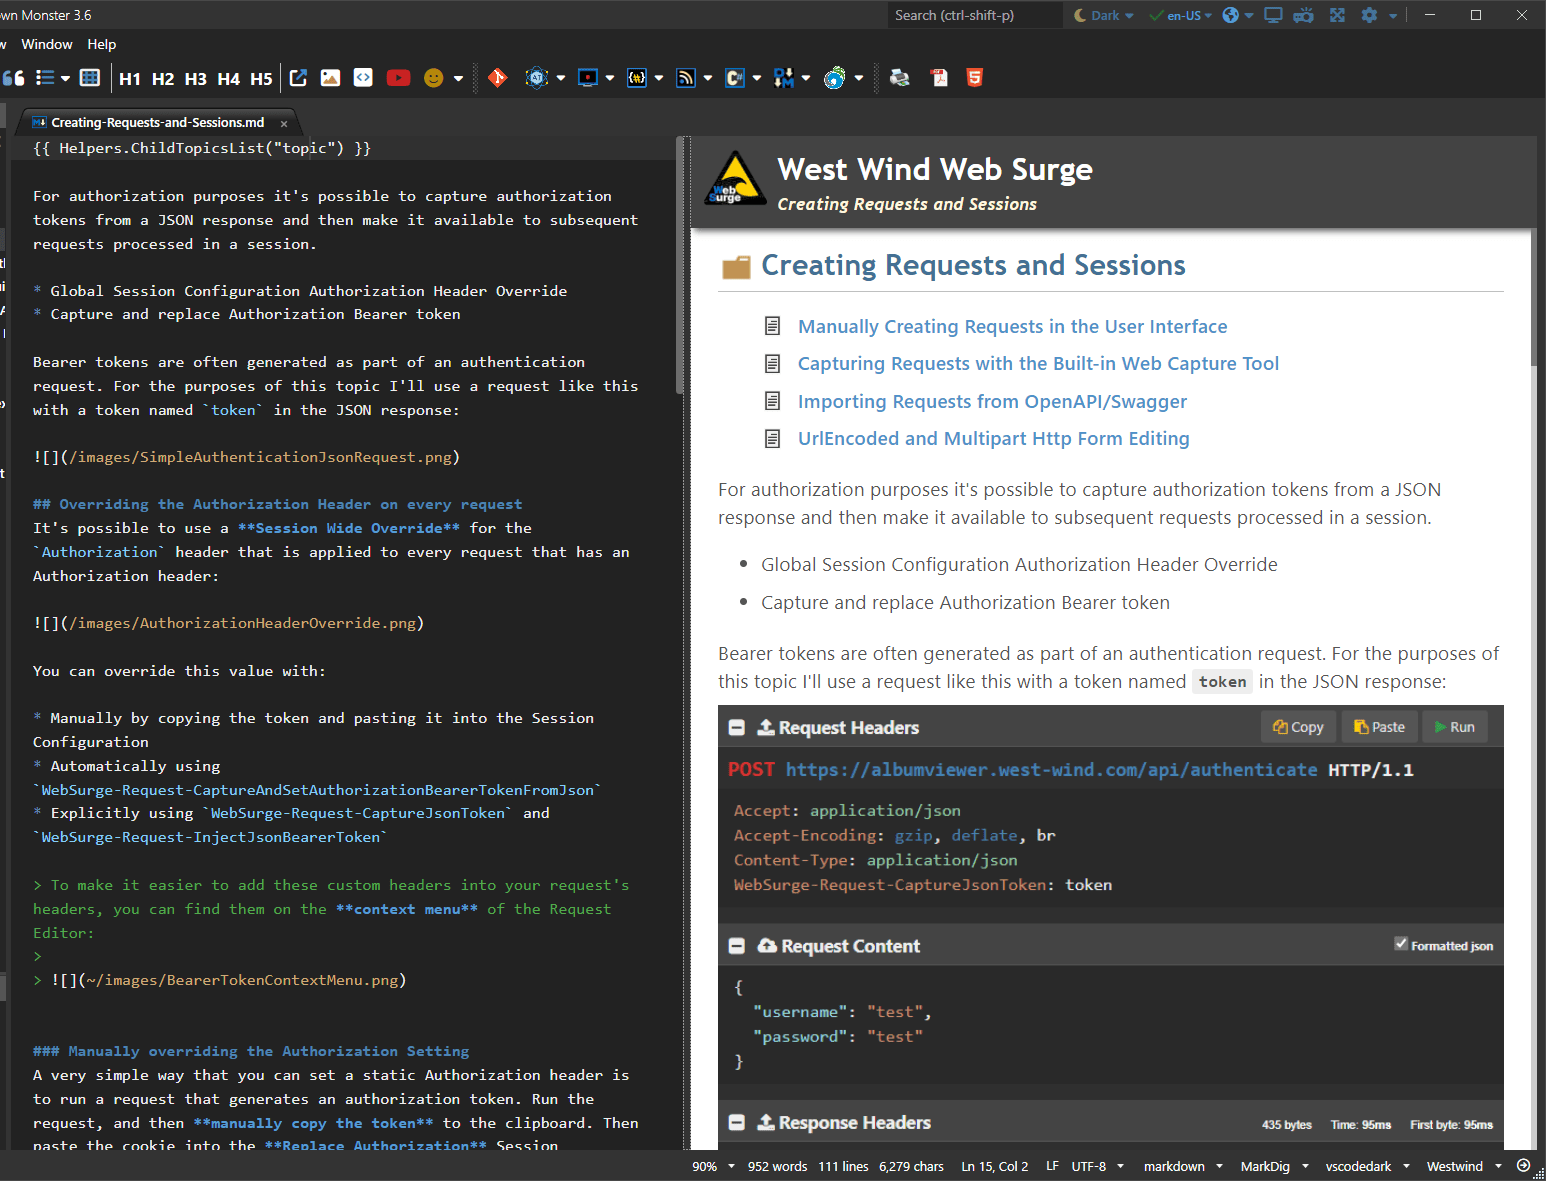 own Monster 3.6
Search (ctrl-shift-p)
Dark
en-US
w Window Help
H1 H2 H3 H4 H5
Creating-Requests-and-Sessions.md
{{ Helpers.ChildTopicsList("topic") }}
For authorization purposes it's possible to capture authorization
tokens from a JSON response and then make it available to subsequent
requests processed in a session.
* Global Session Configuration Authorization Header Override
* Capture and replace Authorization Bearer token
Bearer tokens are often generated as part of an authentication
request. For the purposes of this topic I'll use a request like this
with a token named `token` in the JSON response:
![](/images/SimpleAuthenticationJsonRequest.png)
## Overriding the Authorization Header on every request
It's possible to use a **Session Wide Override** for the
`Authorization` header that is applied to every request that has an
Authorization header:
![](/images/AuthorizationHeaderOverride.png)
You can override this value with:
* Manually by copying the token and pasting it into the Session
Configuration
* Automatically using
`WebSurge-Request-CaptureAndSetAuthorizationBearerTokenFromJson`
* Explicitly using `WebSurge-Request-CaptureJsonToken` and
`WebSurge-Request-InjectJsonBearerToken`
> To make it easier to add these custom headers into your request's
headers, you can find them on the **context menu** of the Request
Editor:
>
> ![](~/images/BearerTokenContextMenu.png)
### Manually overriding the Authorization Setting
A very simple way that you can set a static Authorization header is
to run a request that generates an authorization token. Run the
request, and then **manually copy the token** to the clipboard. Then
paste the cookie into the **Replace Authorization** Session
Web Surge
West Wind Web Surge
Creating Requests and Sessions
Creating Requests and Sessions
Manually Creating Requests in the User Interface
Capturing Requests with the Built-in Web Capture Tool
Importing Requests from OpenAPI/Swagger
UrlEncoded and Multipart Http Form Editing
For authorization purposes it's possible to capture authorization tokens from a JSON
response and then make it available to subsequent requests processed in a session.
• Global Session Configuration Authorization Header Override
• Capture and replace Authorization Bearer token
Bearer tokens are often generated as part of an authentication request. For the purposes of
this topic I'll use a request like this with a token named token in the JSON response:
Request Headers
Copy Paste Run
POST https://albumviewer.west-wind.com/api/authenticate HTTP/1.1
Accept: application/json
Accept-Encoding: gzip, deflate, br
Content-Type: application/json
WebSurge-Request-CaptureJsonToken: token
Request Content
Formatted json
{
"username": "test",
"password": "test"
}
Response Headers
435 bytes Time: 95ms First byte: 95ms
90% 952 words 111 lines 6,279 chars Ln 15, Col 2 LF UTF-8 markdown MarkDig vscodedark Westwind